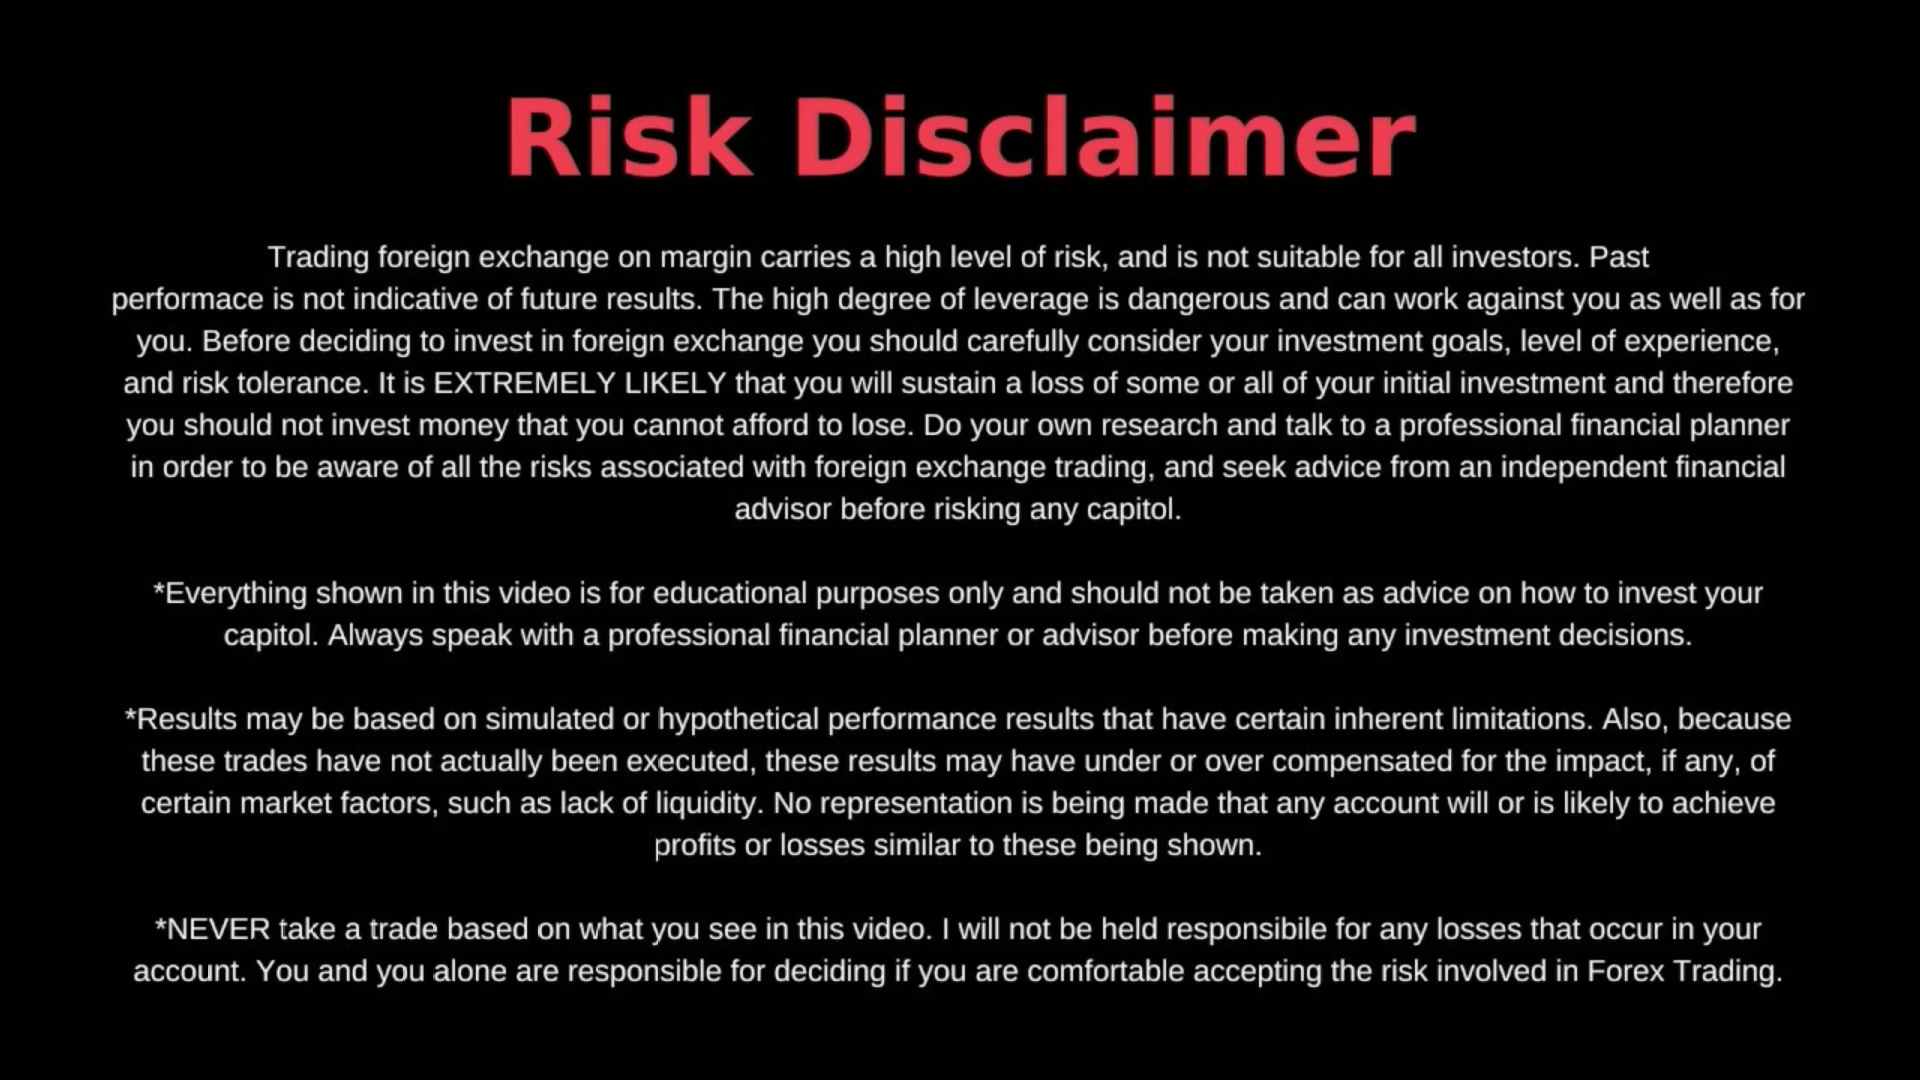 Risk Disclaimer
Trading foreign exchange on margin carries a high level of risk, and is not suitable for all investors. Past
performace is not indicative of future results. The high degree of leverage is dangerous and can work against you as well as for
you. Before deciding to invest in foreign exchange you should carefully consider your investment goals, level of experience,
and risk tolerance. It is EXTREMELY LIKELY that you will sustain a loss of some or all of your initial investment and therefore
you should not invest money that you cannot afford to lose. Do your own research and talk to a professional financial planner
in order to be aware of all the risks associated with foreign exchange trading, and seek advice from an independent financial
advisor before risking any capitol.
*Everything shown in this video is for educational purposes only and should not be taken as advice on how to invest your
capitol. Always speak with a professional financial planner or advisor before making any investment decisions.
*Results may be based on simulated or hypothetical performance results that have certain inherent limitations. Also, because
these trades have not actually been executed, these results may have under or over compensated for the impact, if any, of
certain market factors, such as lack of liquidity. No representation is being made that any account will or is likely to achieve
profits or losses similar to these being shown.
*NEVER take a trade based on what you see in this video. I will not be held responsibile for any losses that occur in your
account. You and you alone are responsible for deciding if you are comfortable accepting the risk involved in Forex Trading.